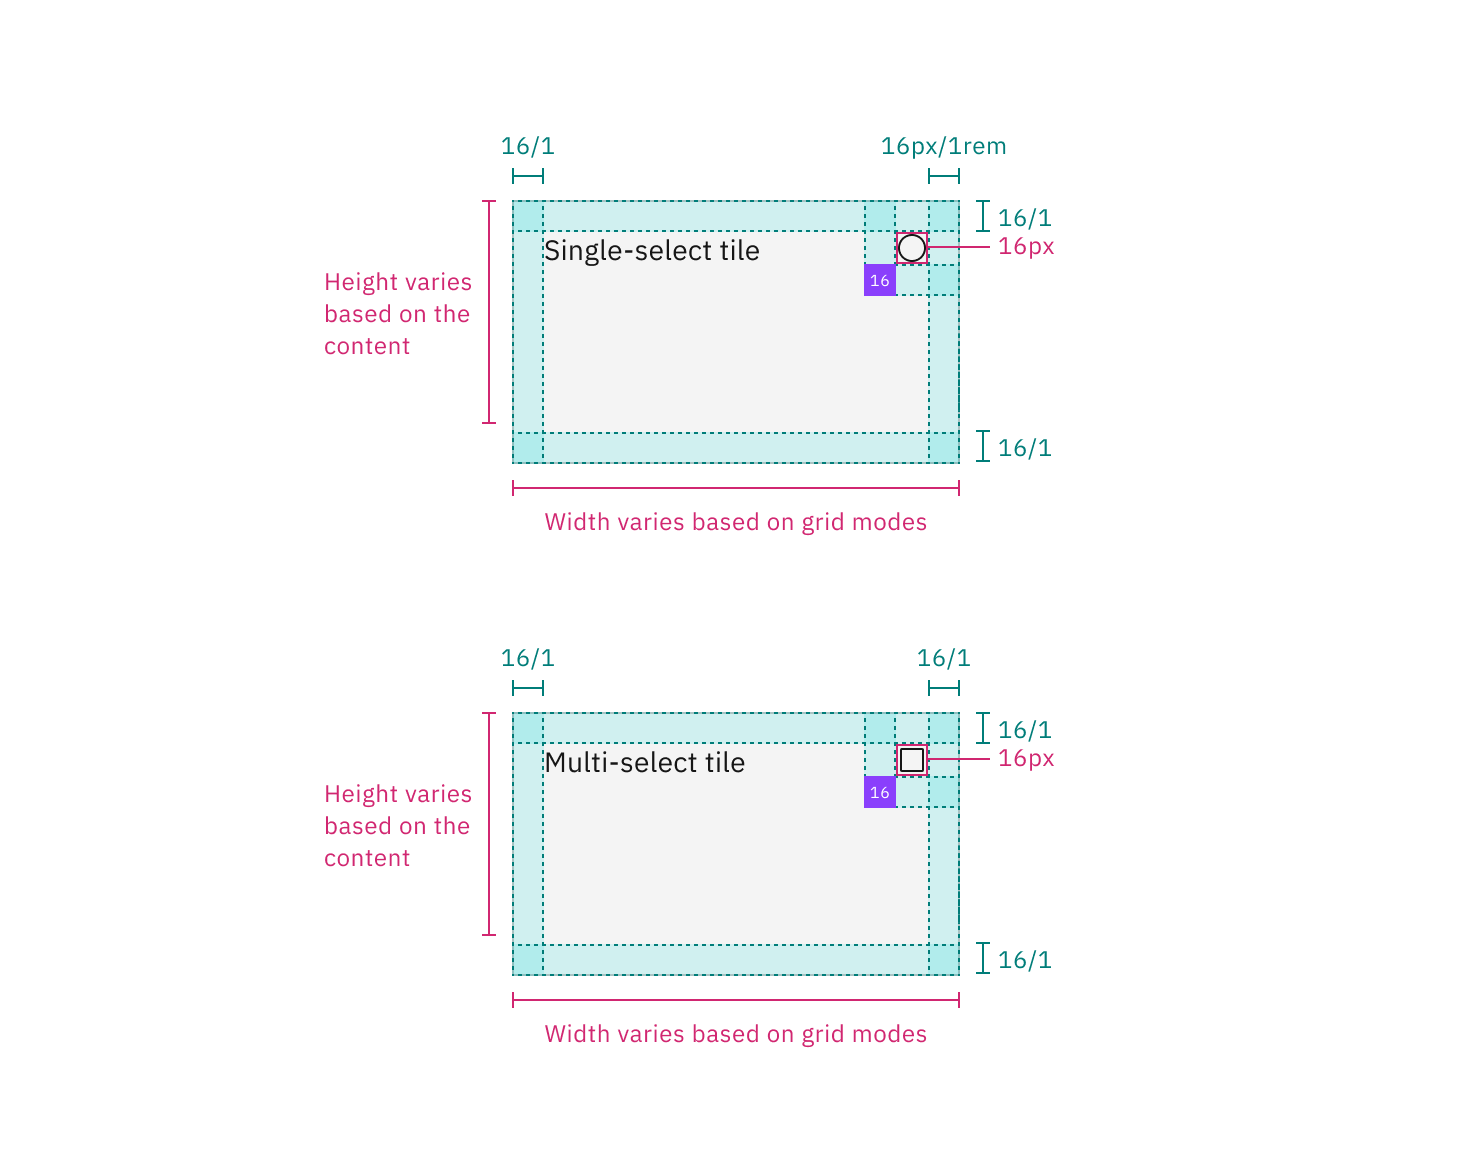 16/1
16px/1rem
16/1
Single-select tile
16px
16
Height varies
based on the
content
16/1
Width varies based on grid modes
16/1
16/1
16/1
Multi-select tile
16px
16
Height varies
based on the
content
16/1
Width varies based on grid modes